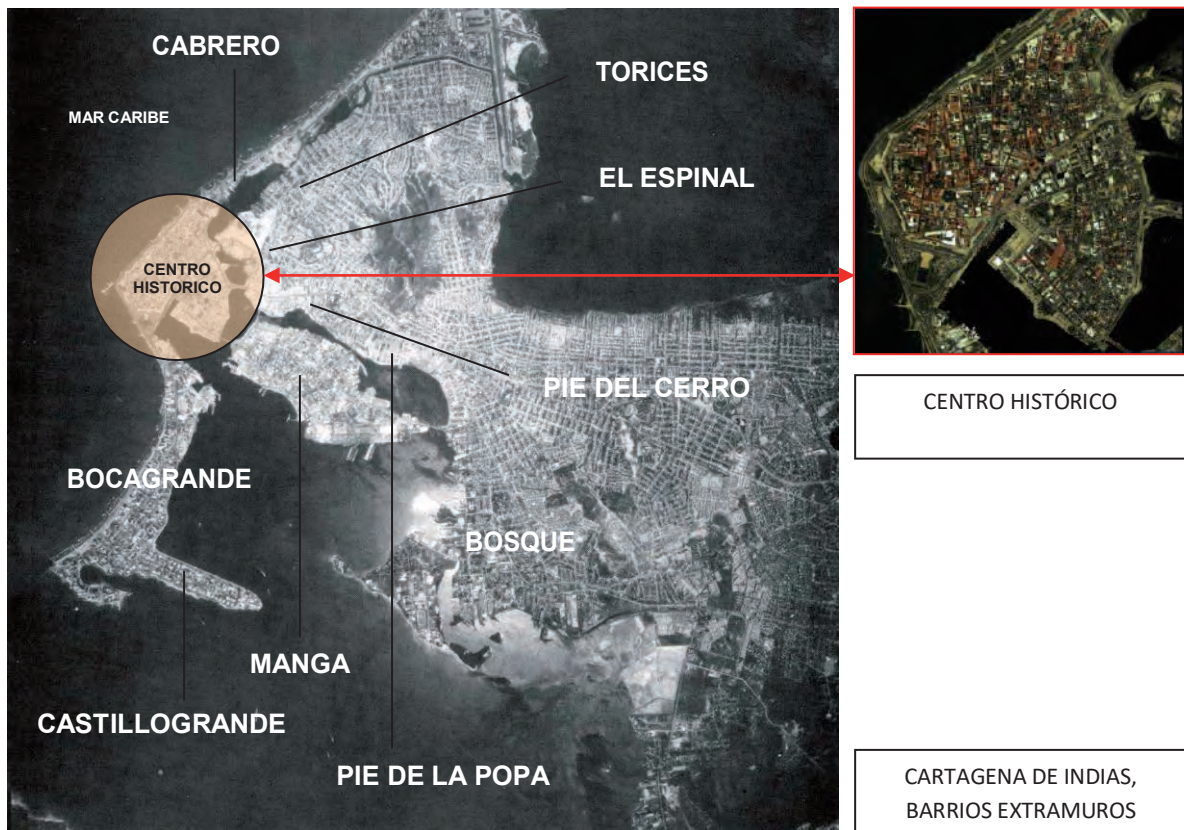 CABRERO
TORICES
MAR CARIBE
EL ESPINAL
CENTRO
HISTORICO
PIE DEL CERRO
CENTRO HISTÓRICO
BOCAGRANDE
BOSQUE
MANGA
CASTILLOGRANDE
PIE DE LA POPA
CARTAGENA DE INDIAS,
BARRIOS EXTRAMUROS